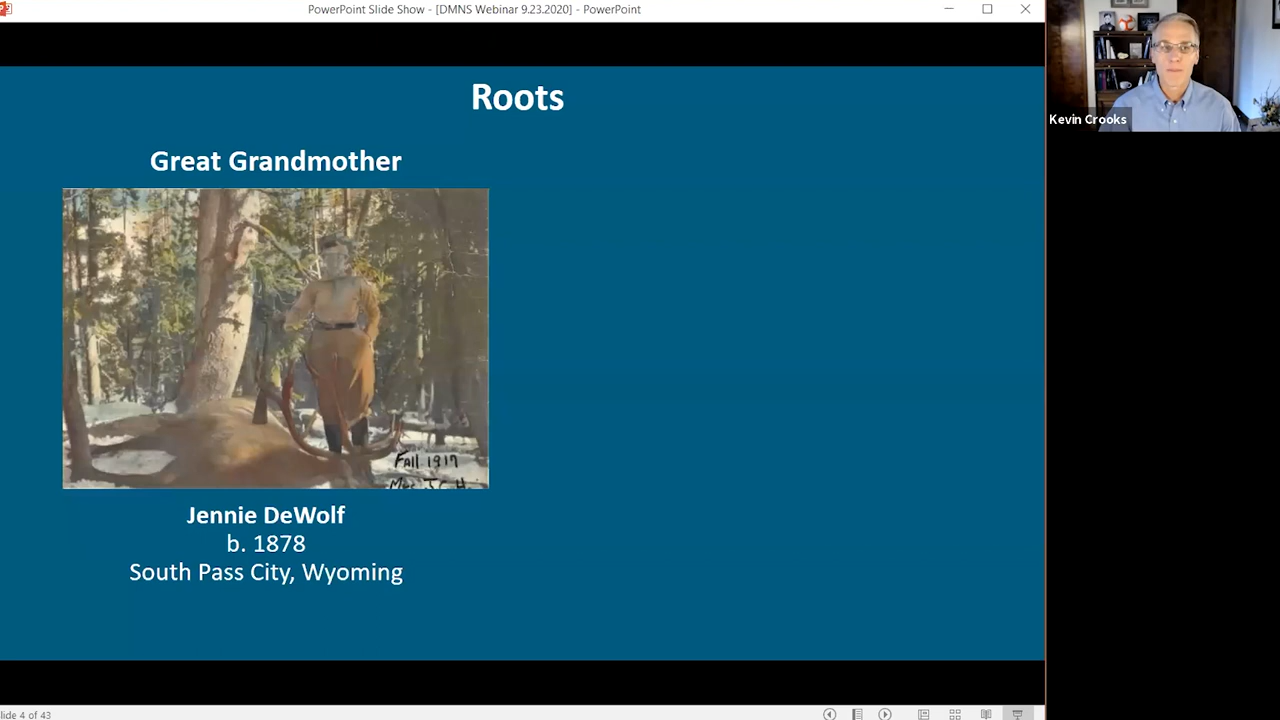 PowerPoint Slide Show - [DMNS Webinar 9.23.2020] - PowerPoint
Roots
Great Grandmother
Fall 1917
Mrs J.C. H.
Jennie DeWolf
b. 1878
South Pass City, Wyoming
Kevin Crooks
lide 4 of 43